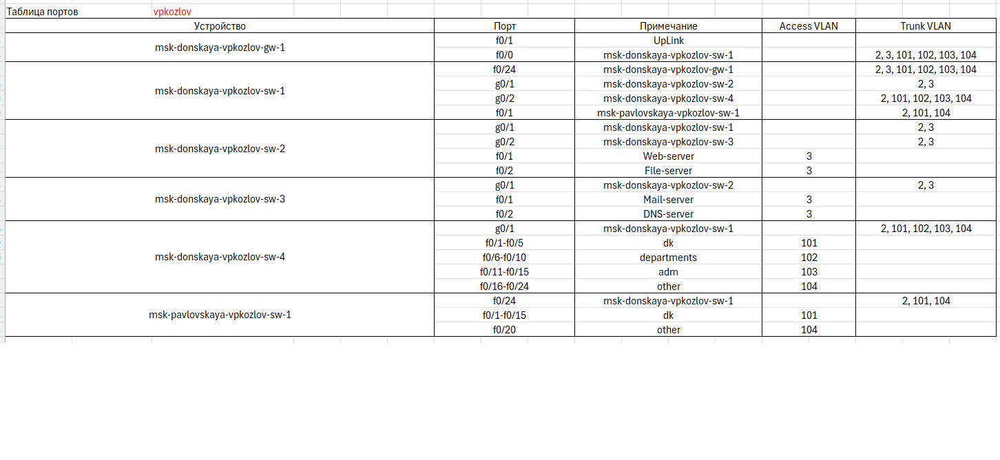 Таблица портов vpkozlov
Устройство Порт Примечание Access VLAN Trunk VLAN
msk-donskaya-vpkozlov-gw-1
f0/1 UpLink
f0/0 msk-donskaya-vpkozlov-sw-1 2, 3, 101, 102, 103, 104
msk-donskaya-vpkozlov-sw-1
f0/24 msk-donskaya-vpkozlov-gw-1 2, 3, 101, 102, 103, 104
g0/1 msk-donskaya-vpkozlov-sw-2 2, 3
g0/2 msk-donskaya-vpkozlov-sw-4 2, 101, 102, 103, 104
f0/1 msk-pavlovskaya-vpkozlov-sw-1 2, 101, 104
msk-donskaya-vpkozlov-sw-2
g0/1 msk-donskaya-vpkozlov-sw-1 2, 3
g0/2 msk-donskaya-vpkozlov-sw-3 2, 3
f0/1 Web-server 3
f0/2 File-server 3
msk-donskaya-vpkozlov-sw-3
g0/1 msk-donskaya-vpkozlov-sw-2 2, 3
f0/1 Mail-server 3
f0/2 DNS-server 3
msk-donskaya-vpkozlov-sw-4
g0/1 msk-donskaya-vpkozlov-sw-1 2, 101, 102, 103, 104
f0/1-f0/5 dk 101
f0/6-f0/10 departments 102
f0/11-f0/15 adm 103
f0/16-f0/24 other 104
msk-pavlovskaya-vpkozlov-sw-1
f0/24 msk-donskaya-vpkozlov-sw-1 2, 101, 104
f0/1-f0/15 dk 101
f0/20 other 104